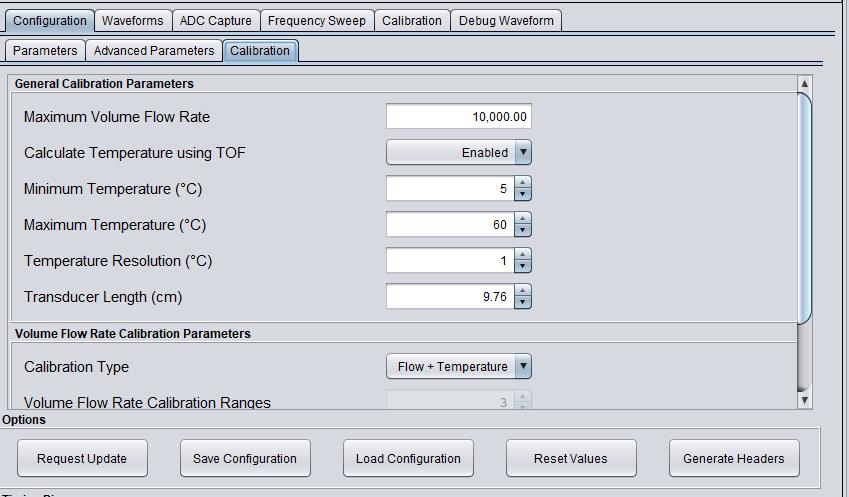 Configuration Waveforms ADC Capture Frequency Sweep Calibration Debug Waveform
Parameters Advanced Parameters Calibration
General Calibration Parameters
Maximum Volume Flow Rate 10,000.00
Calculate Temperature using TOF Enabled
Minimum Temperature (°C) 5
Maximum Temperature (°C) 60
Temperature Resolution (°C) 1
Transducer Length (cm) 9.76
Volume Flow Rate Calibration Parameters
Calibration Type Flow + Temperature
Volume Flow Rate Calibration Ranges 3
Options
Request Update Save Configuration Load Configuration Reset Values Generate Headers